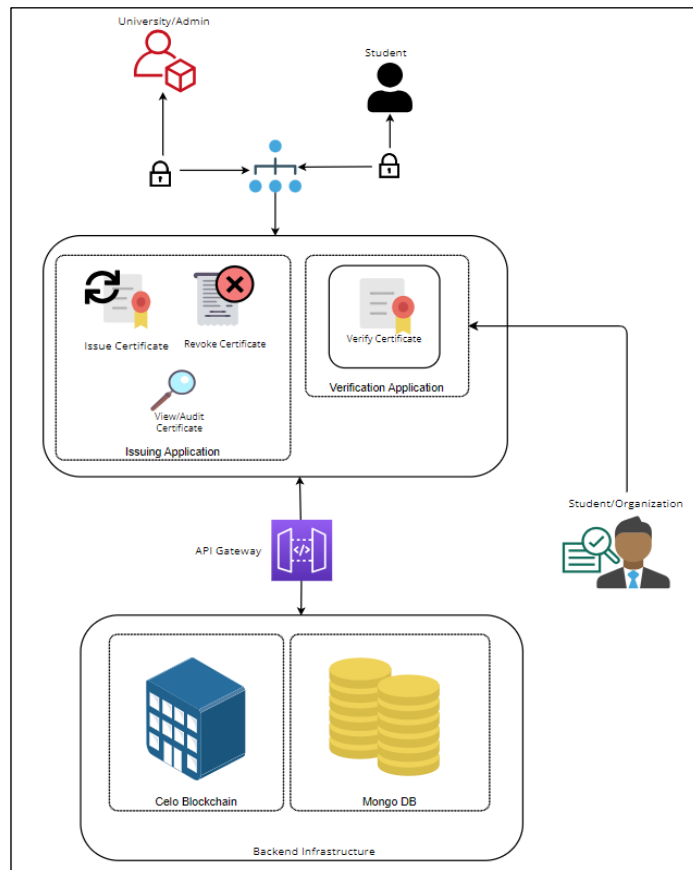 University/Admin
Student
Issue Certificate
Revoke Certificate
Verify Certificate
View/Audit
Certificate
Verification Application
Issuing Application
Student/Organization
API Gateway
</>
Celo Blockchain
Mongo DB
Backend Infrastructure